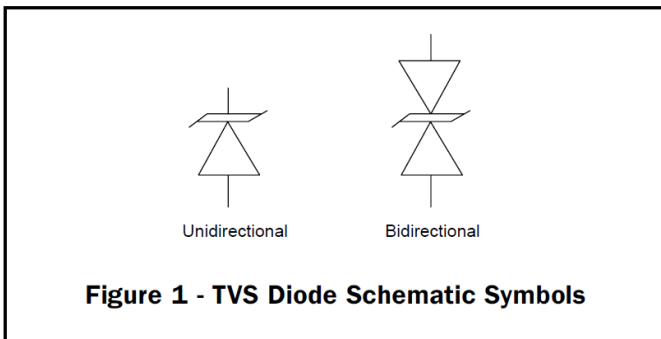 Unidirectional Bidirectional
Figure 1 - TVS Diode Schematic Symbols